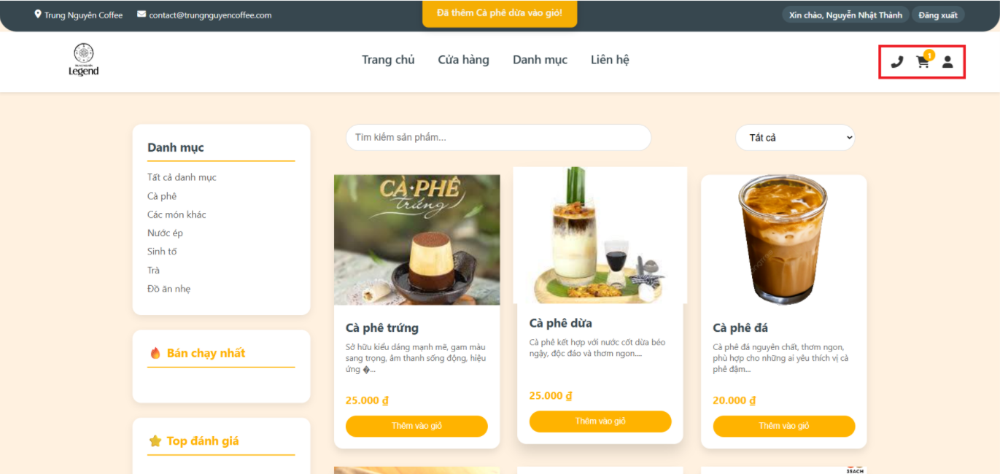 Trung Nguyên Coffee
contact@trungnguyencoffee.com
Đã thêm Cà phê dừa vào giỏ!
Xin chào, Nguyễn Nhật Thành
Đăng xuất
Legend
Trang chủ
Cửa hàng
Danh mục
Liên hệ
1
Danh mục
Tất cả danh mục
Cà phê
Các món khác
Nước ép
Sinh tố
Trà
Đồ ăn nhẹ
Bán chạy nhất
Top đánh giá
Tìm kiếm sản phẩm...
Tất cả
CÀ PHÊ
trứng
Cà phê trứng
Sở hữu kiểu dáng mạnh mẽ, gam màu
sang trọng, âm thanh sống động, hiệu
ứng �...
25.000 ₫
Thêm vào giỏ
Cà phê dừa
Cà phê kết hợp với nước cốt dừa béo
ngậy, độc đáo và thơm ngon....
25.000 ₫
Thêm vào giỏ
Cà phê đá
Cà phê đá nguyên chất, thơm ngon,
phù hợp cho những ai yêu thích vị cà
phê đậm...
20.000 ₫
Thêm vào giỏ
3SACH